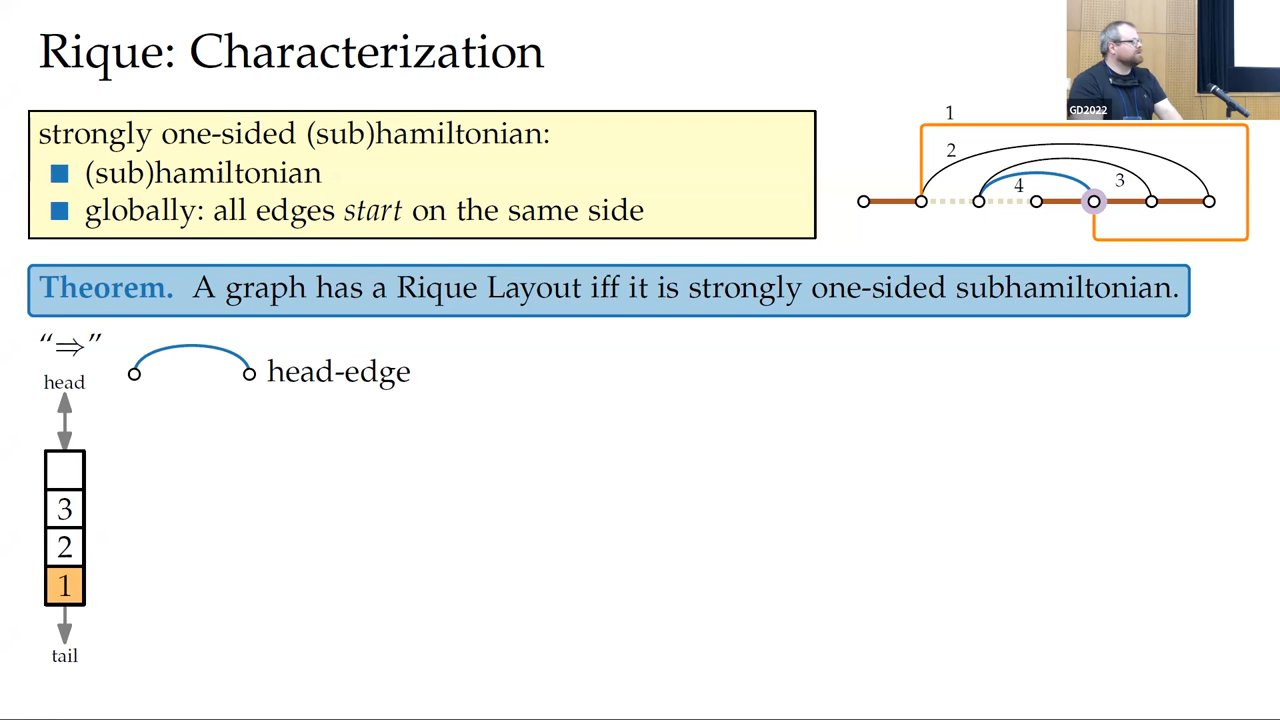 Rique: Characterization
GD2022
strongly one-sided (sub)hamiltonian:
(sub)hamiltonian
globally: all edges start on the same side
1
2
3
4
Theorem. A graph has a Rique Layout iff it is strongly one-sided subhamiltonian.
“⇒”
head-edge
head
3
2
1
tail